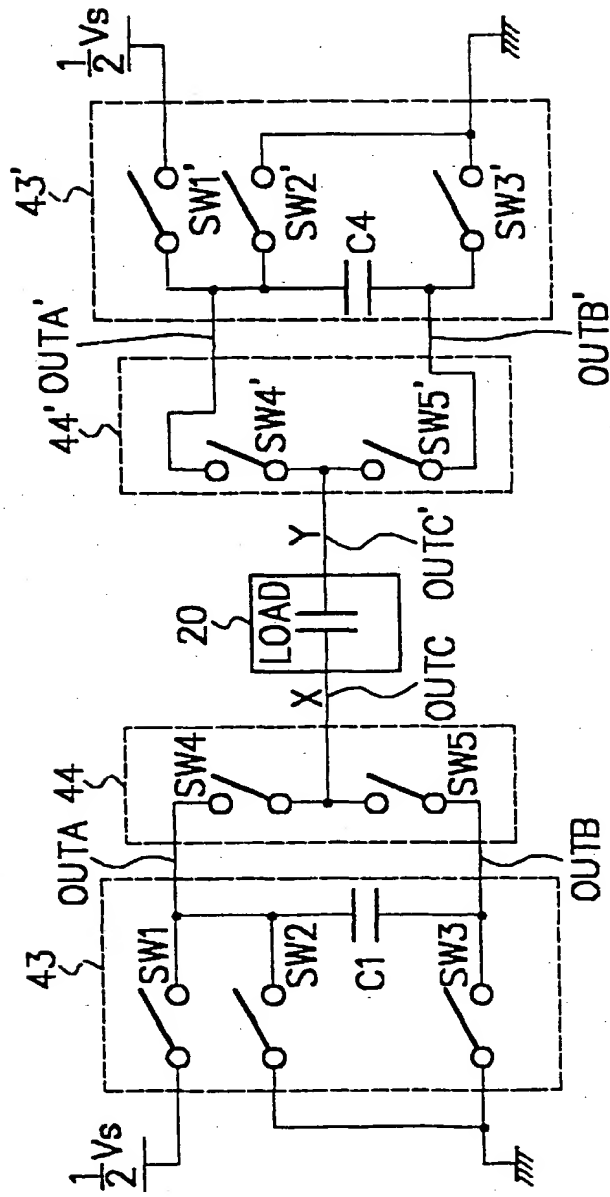 ½Vs
43
SW1
SW2
C1
SW3
OUTA
OUTB
44
SW4
SW5
X
OUTC
20
LOAD
Y
OUTC'
44'
SW4'
SW5'
OUTA'
OUTB'
43'
SW1'
SW2'
C4
SW3'
½Vs